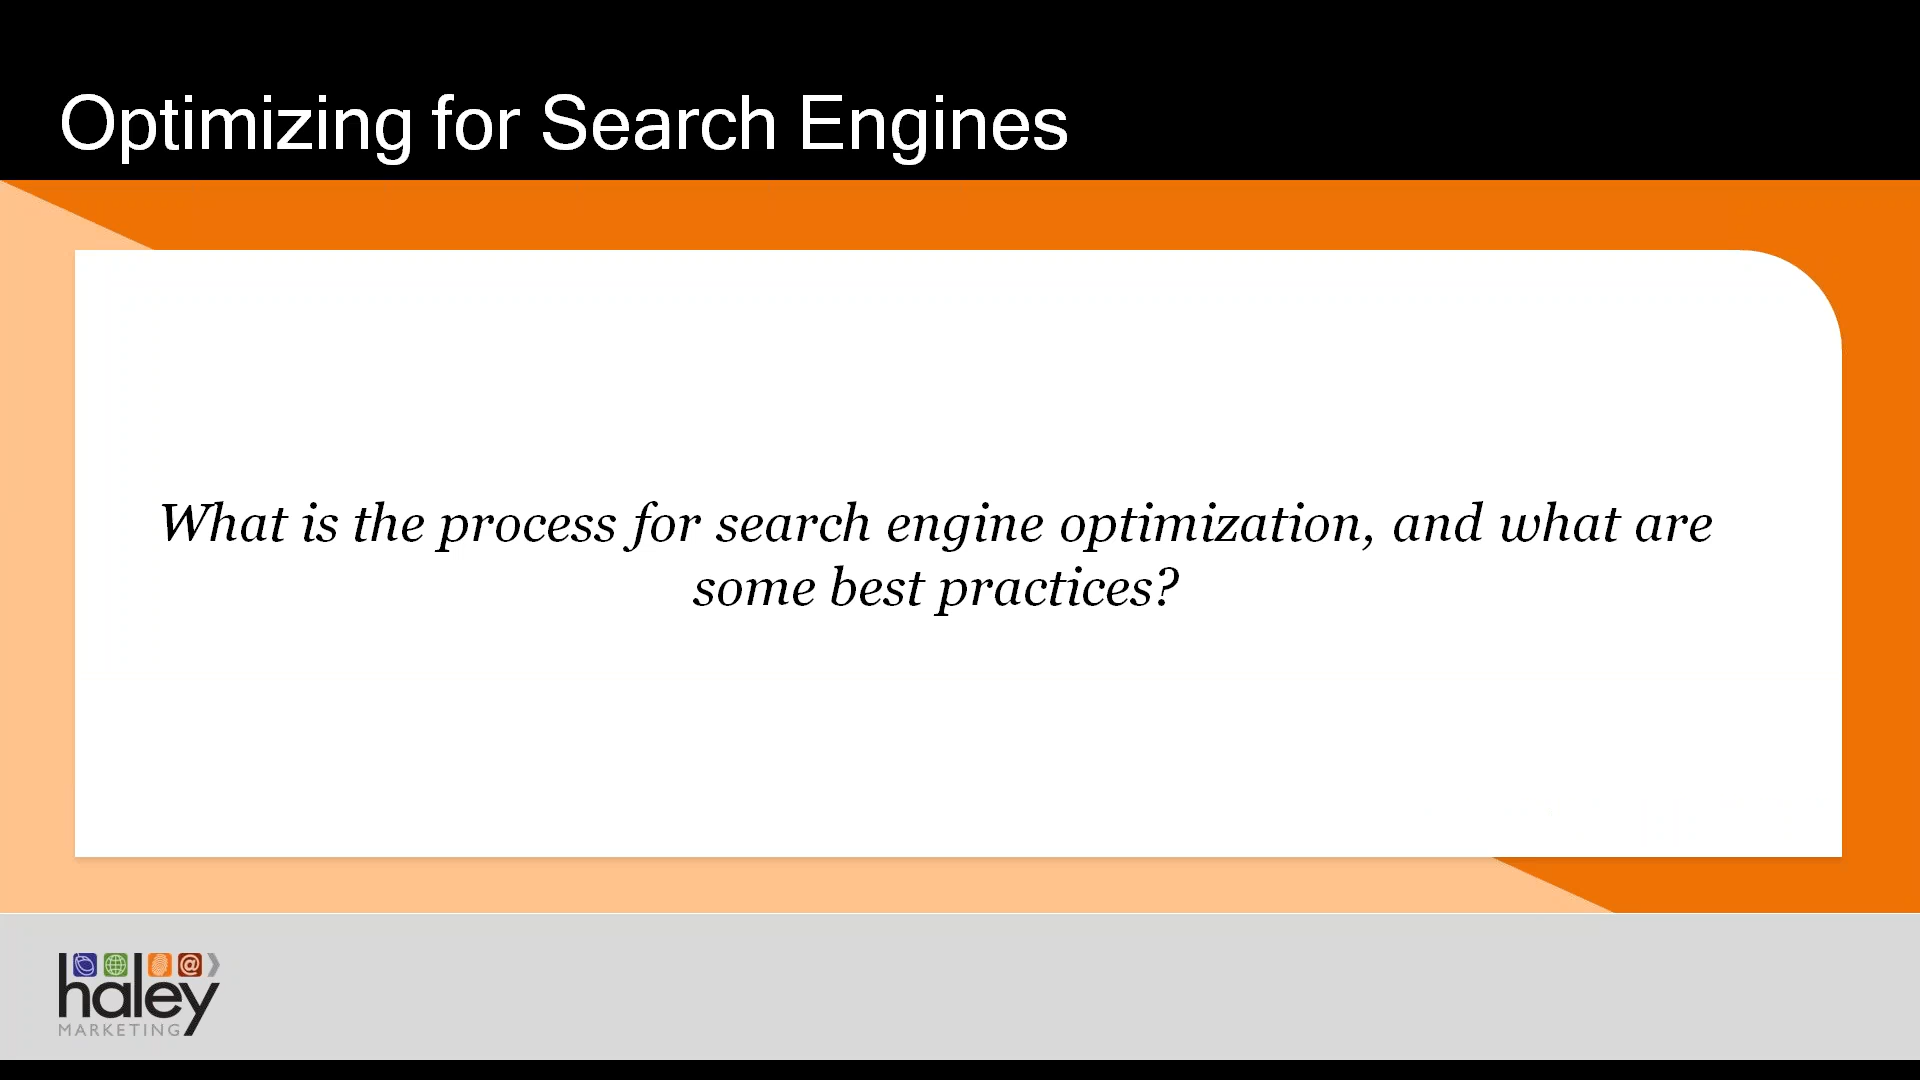 Optimizing for Search Engines
What is the process for search engine optimization, and what are
some best practices?
haley
MARKETING